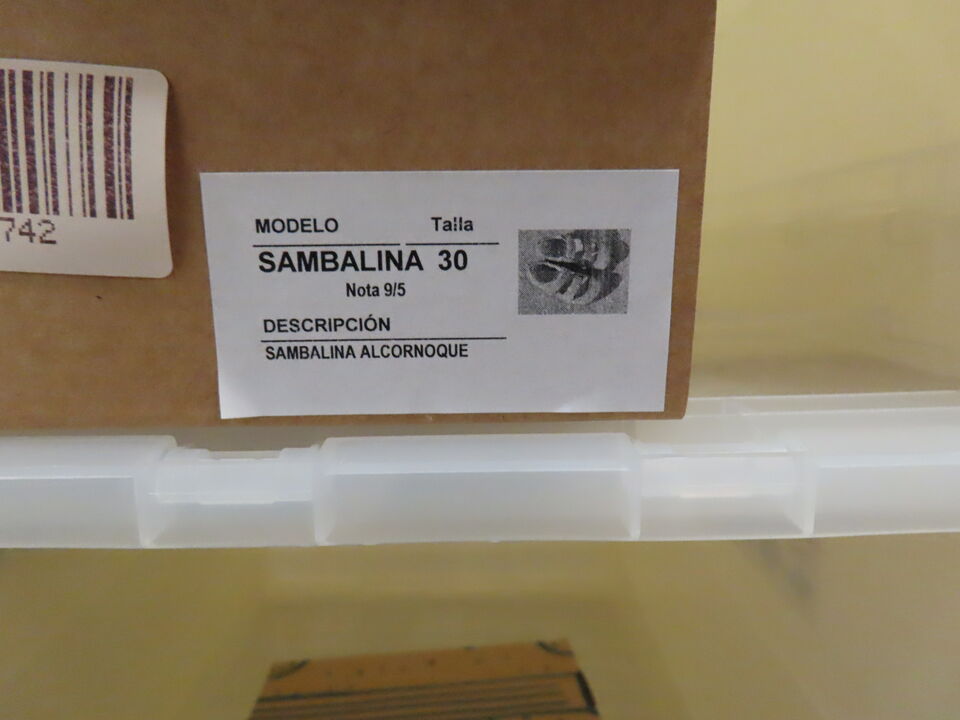 742
MODELO Talla
SAMBALINA 30
Nota 9/5
DESCRIPCIÓN
SAMBALINA ALCORNOQUE